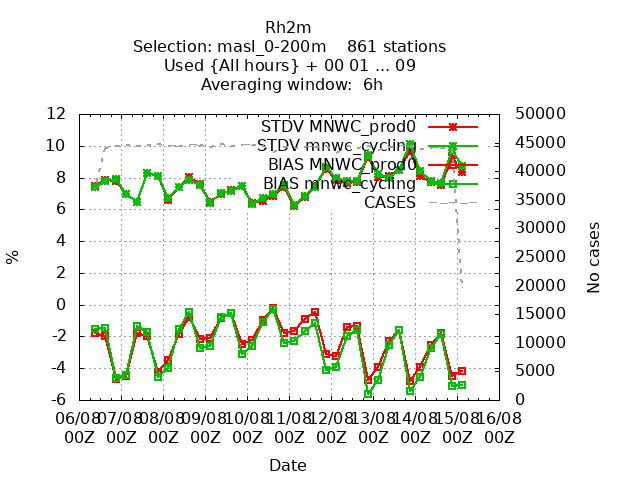 Rh2m
Selection: masl_0-200m    861 stations
Used {All hours} + 00 01 ... 09
Averaging window:  6h
12 50000
STDV MNWC_prod0
10 45000
STDV mnwc_cycling
BIAS MNWC_prod0
8 40000
BIAS mnwc_cycling
35000
CASES
6 30000
4
25000
%
No cases
2 20000
0 15000
-2 10000
-4 5000
-6 0
06/08 07/08 08/08 09/08 10/08 11/08 12/08 13/08 14/08 15/08 16/08
00Z 00Z 00Z 00Z 00Z 00Z 00Z 00Z 00Z 00Z 00Z
Date